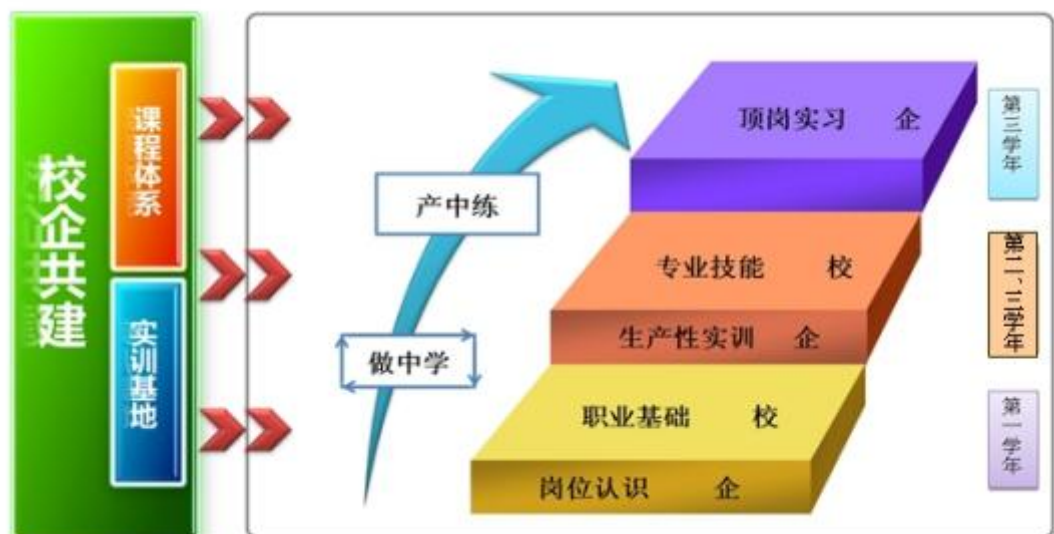 校企共建
课程体系
实训基地
产中练
做中学
顶岗实习 企
专业技能 校
生产性实训 企
职业基础 校
岗位认识 企
第三学年
第二、三学年
第一学年